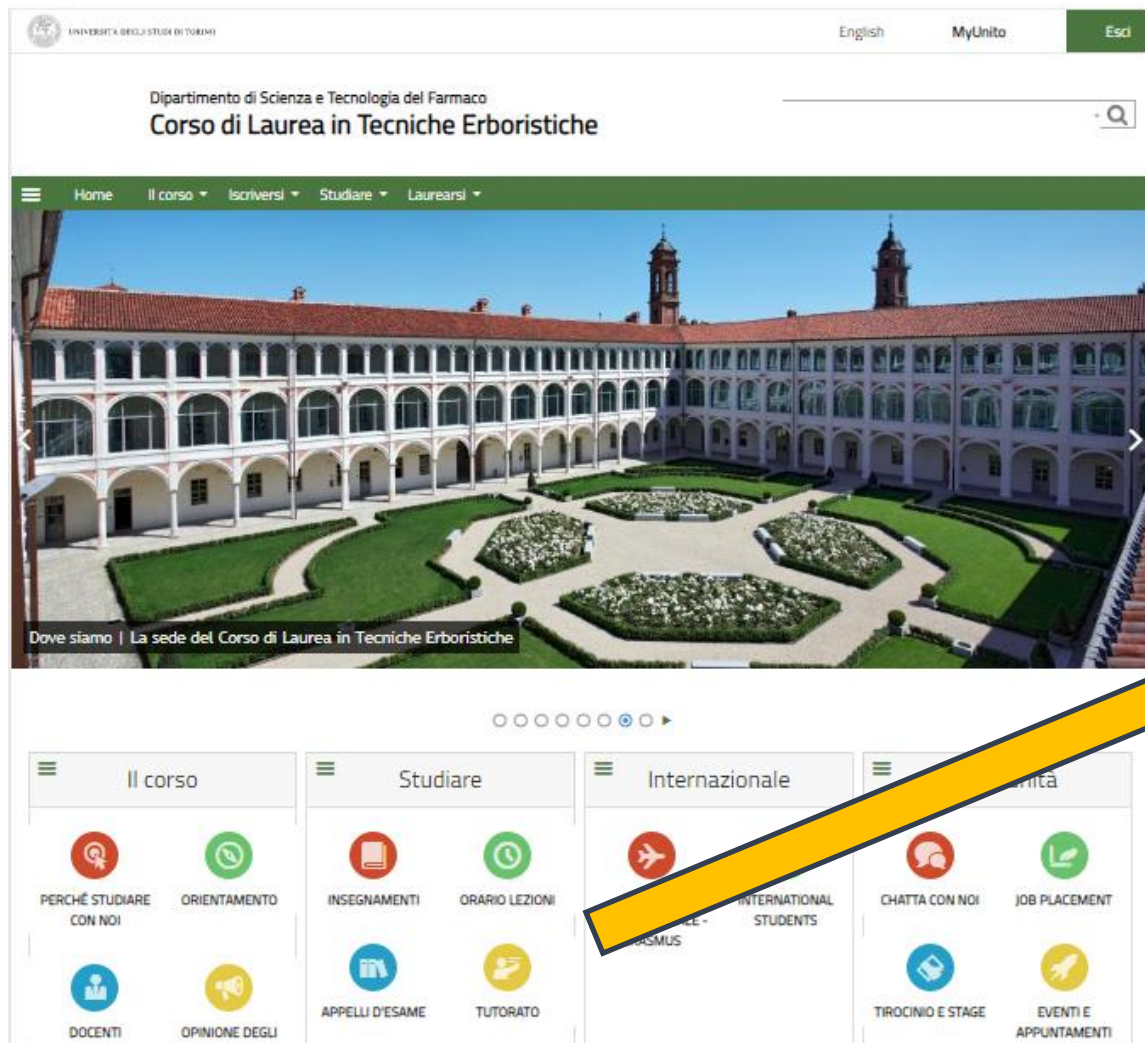 UNIVERSITÀ DEGLI STUDI DI TORINO
English MyUnito Esci
Dipartimento di Scienza e Tecnologia del Farmaco
Corso di Laurea in Tecniche Erboristiche
Home Il corso Iscriversi Studiare Laurearsi
Dove siamo | La sede del Corso di Laurea in Tecniche Erboristiche
Il corso
PERCHÉ STUDIARE
CON NOI
ORIENTAMENTO
DOCENTI
OPINIONE DEGLI
Studiare
INSEGNAMENTI
ORARIO LEZIONI
APPELLI D'ESAME
TUTORATO
Internazionale
INTERNATIONAL
STUDENTS
CHATTA CON NOI
JOB PLACEMENT
TIROCINIO E STAGE
EVENTI E
APPUNTAMENTI